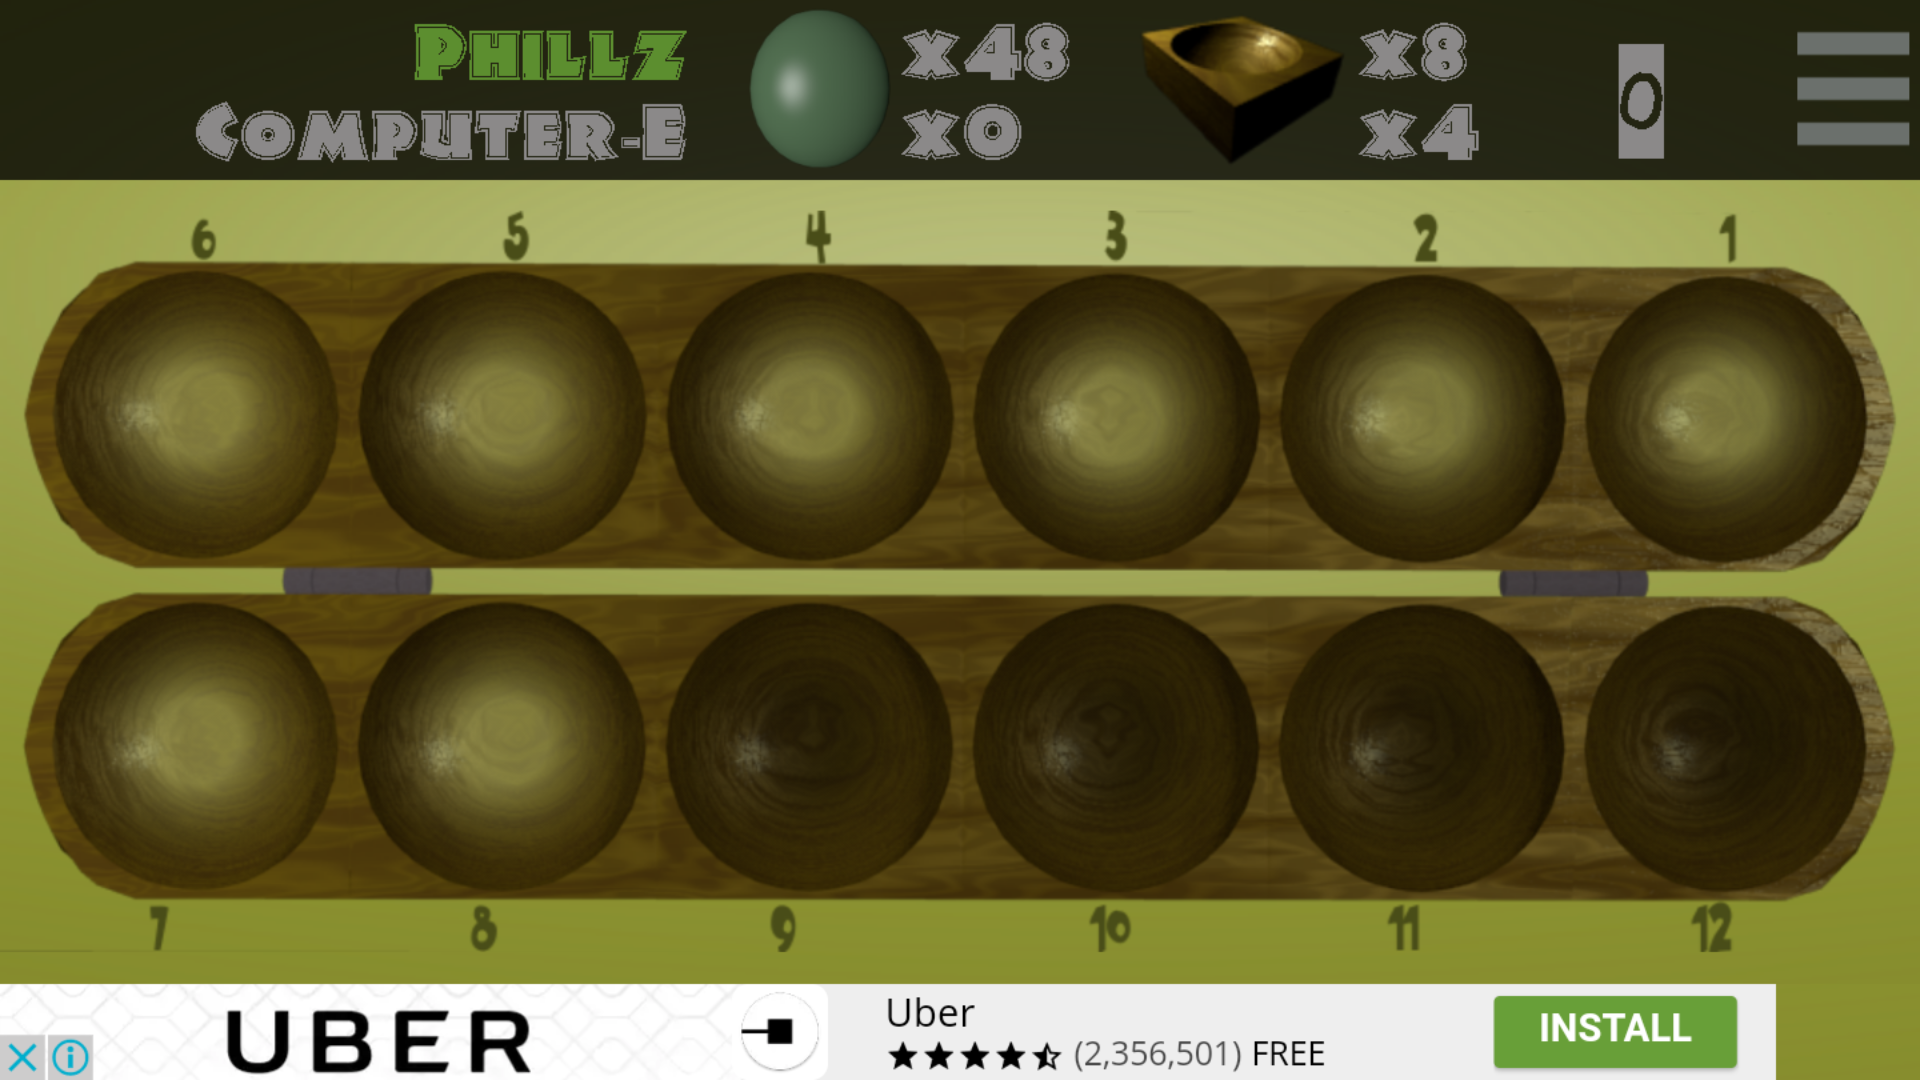 Phillz x48 x8
Computer-E x0 x4
0
6 5 4 3 2 1
7 8 9 10 11 12
UBER
Uber
(2,356,501) FREE
INSTALL